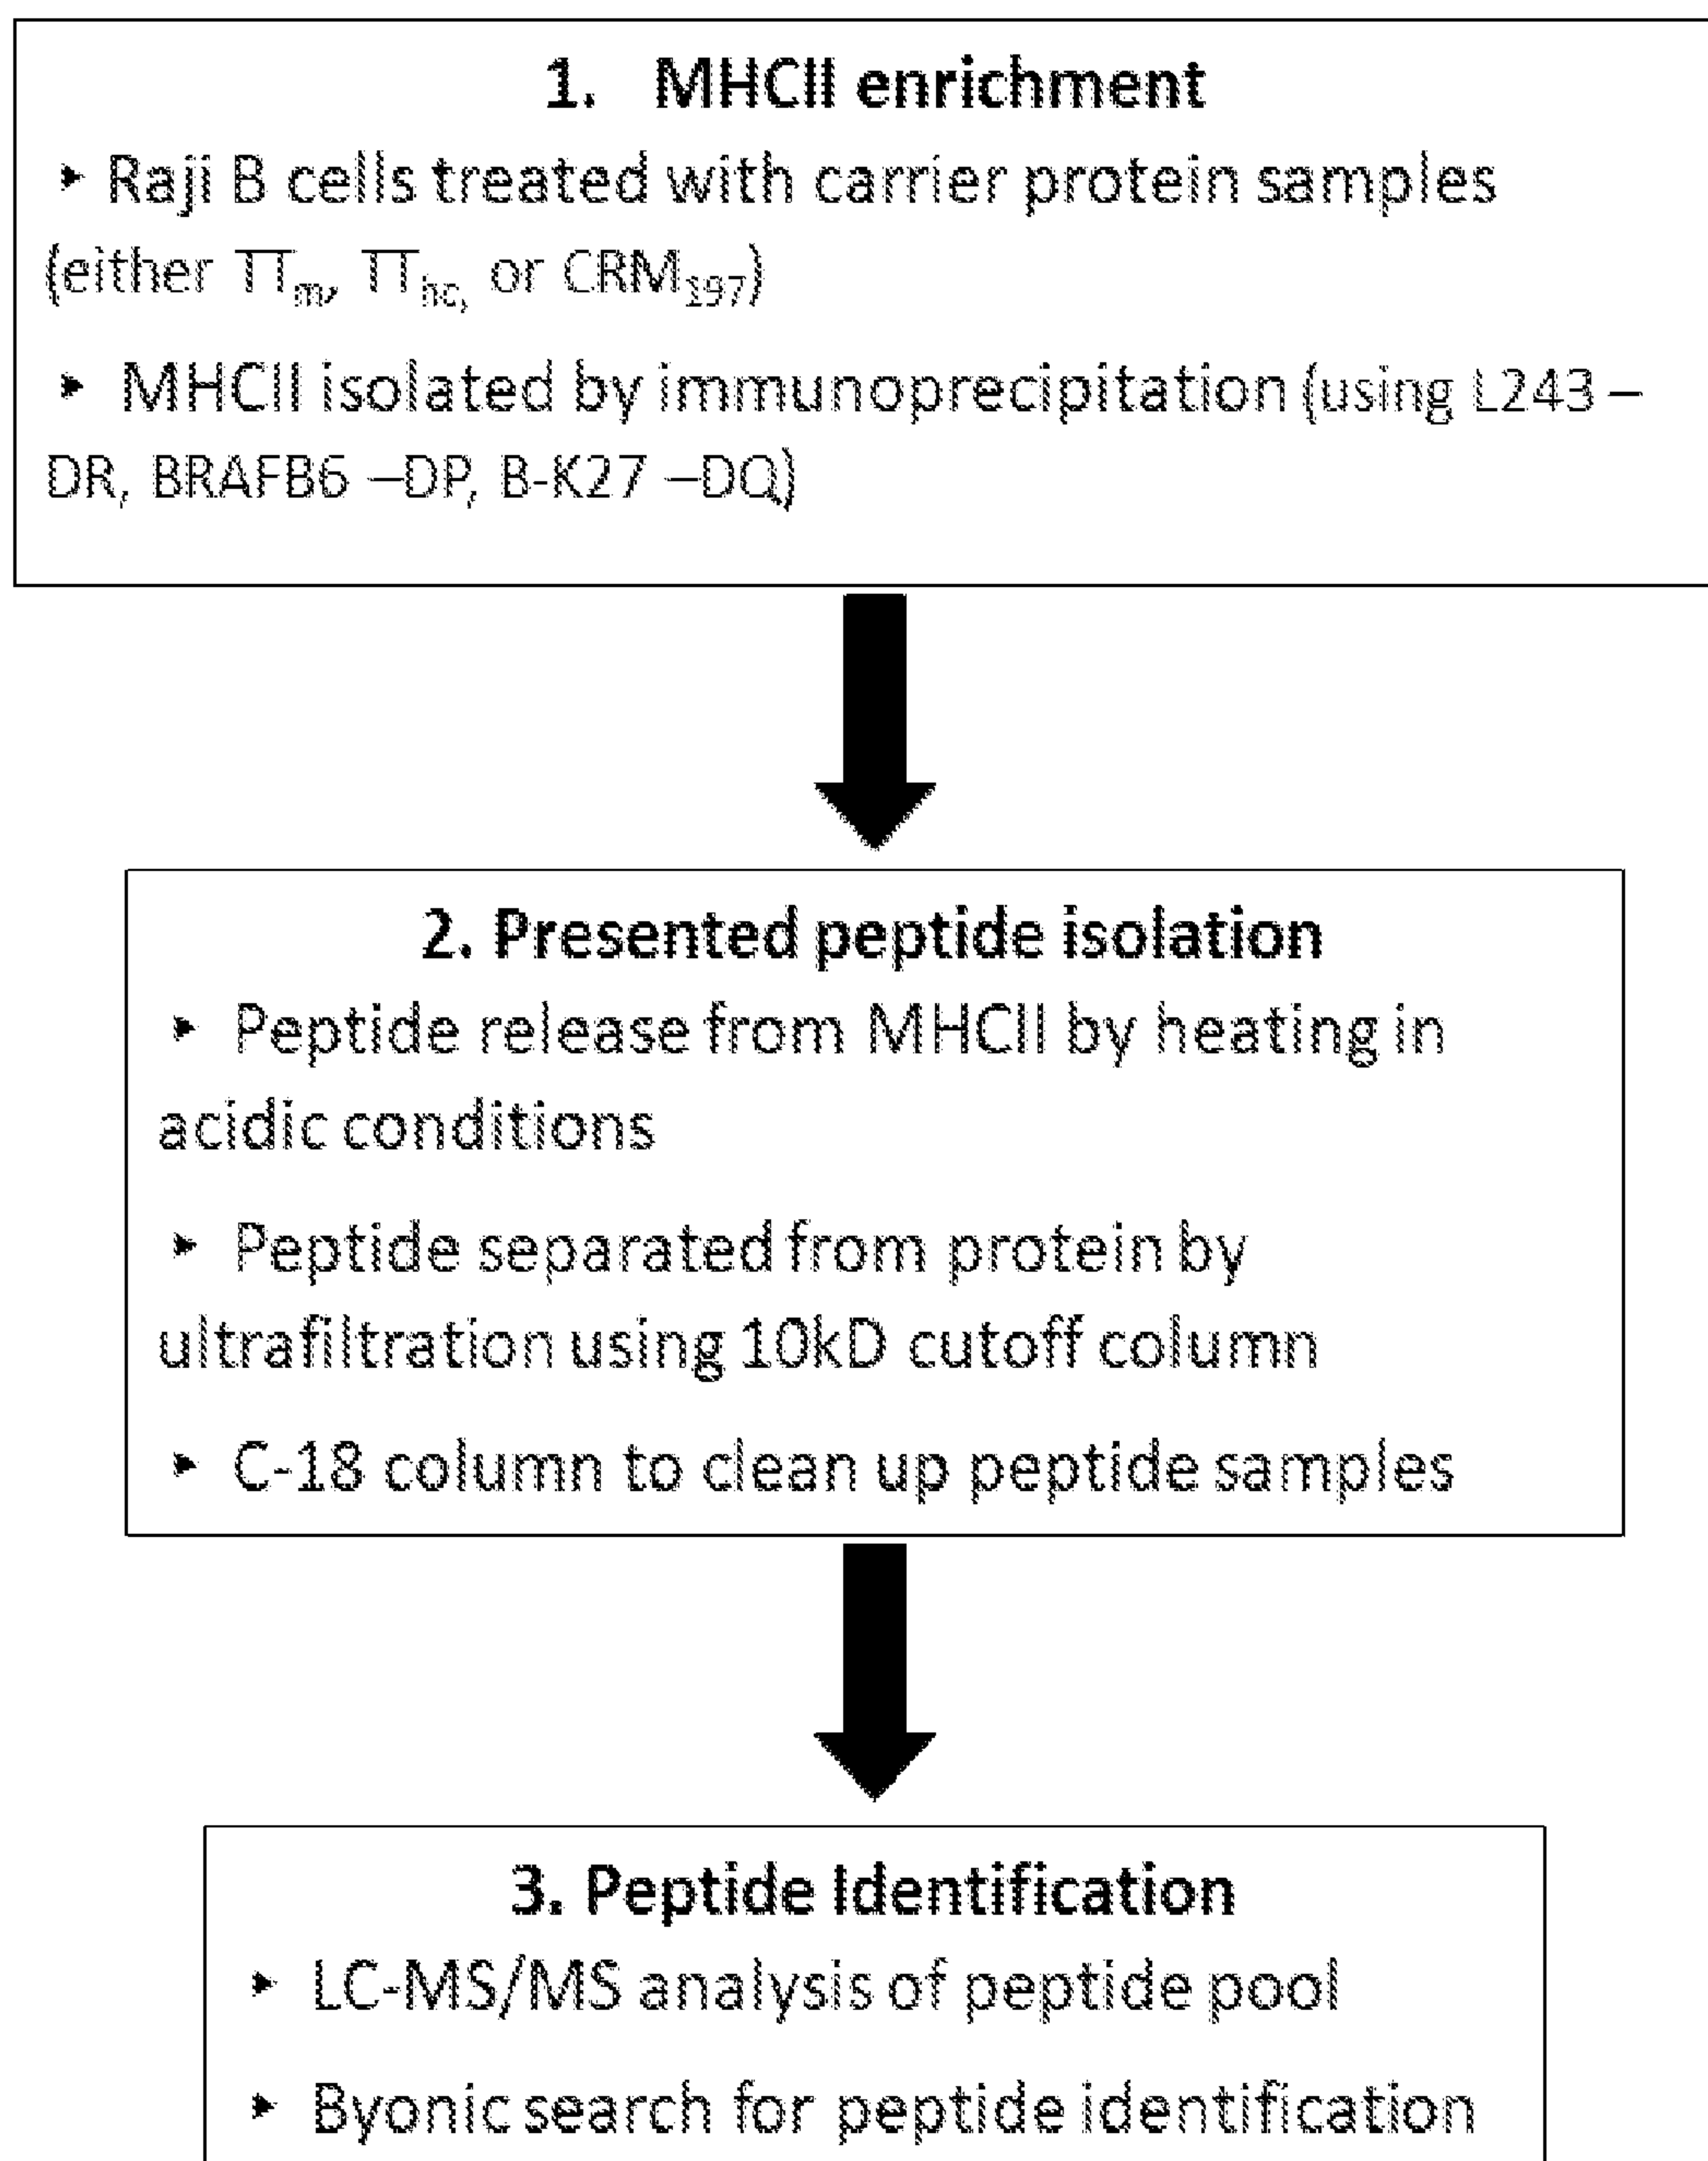 1. MHCII enrichment
▸ Raji B cells treated with carrier protein samples
(either TTm, TThc, or CRM197)
▸ MHCII isolated by immunoprecipitation (using L243 –
DR, BRAFB6 –DP, B-K27 –DQ)
2. Presented peptide isolation
▸ Peptide release from MHCII by heating in
acidic conditions
▸ Peptide separated from protein by
ultrafiltration using 10kD cutoff column
▸ C-18 column to clean up peptide samples
3. Peptide Identification
▸ LC-MS/MS analysis of peptide pool
▸ Byonic search for peptide identification